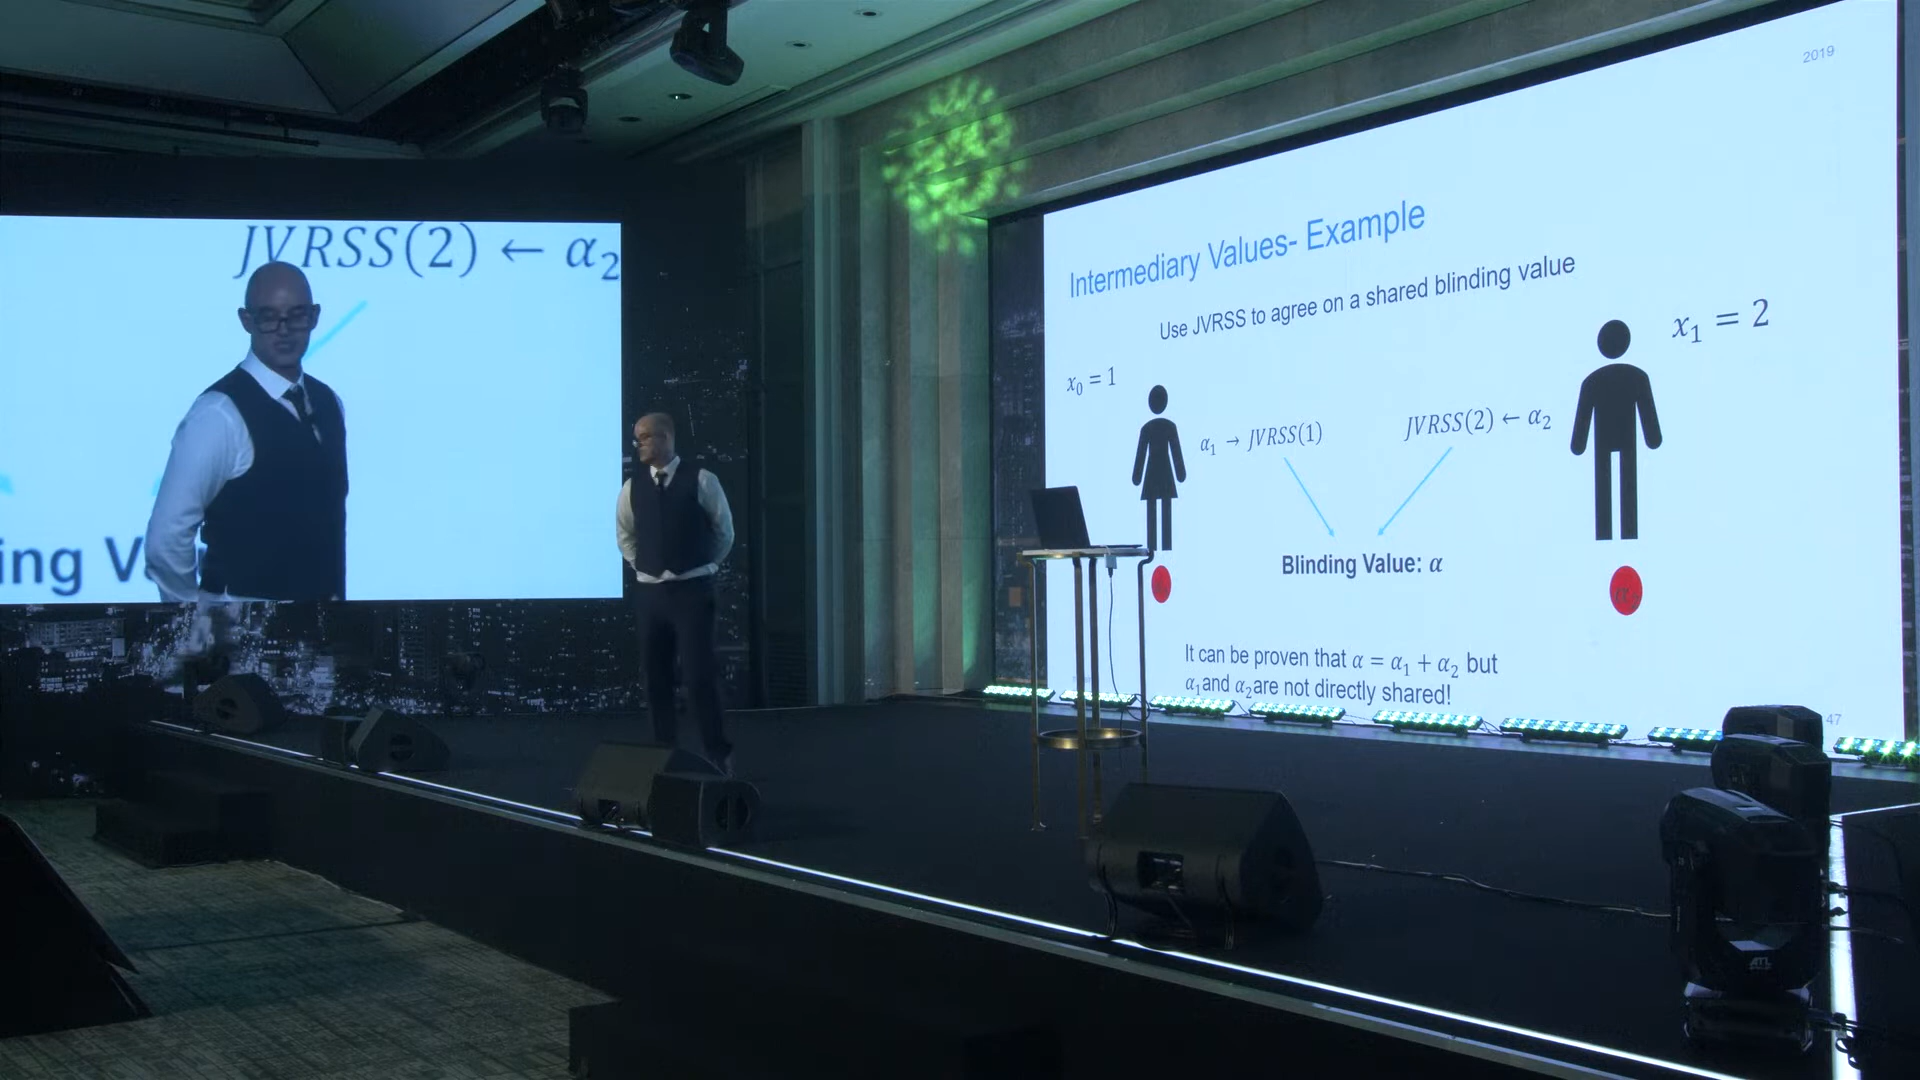 JVRSS(2) ← α₂
ing V
2019
Intermediary Values- Example
Use JVRSS to agree on a shared blinding value
x₀ = 1
x₁ = 2
α₁ → JVRSS(1)
JVRSS(2) ← α₂
Blinding Value: α
α₂
It can be proven that α = α₁ + α₂ but
α₁and α₂are not directly shared!
47